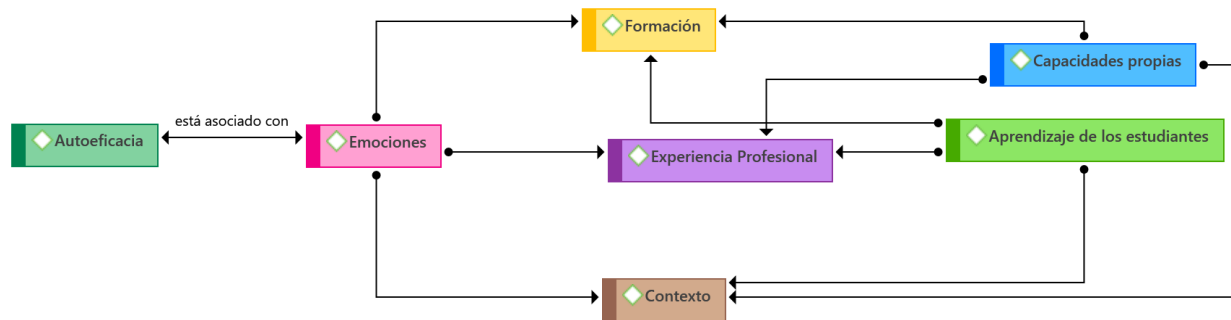 Formación
Capacidades propias
está asociado con
Autoeficacia
Emociones
Aprendizaje de los estudiantes
Experiencia Profesional
Contexto